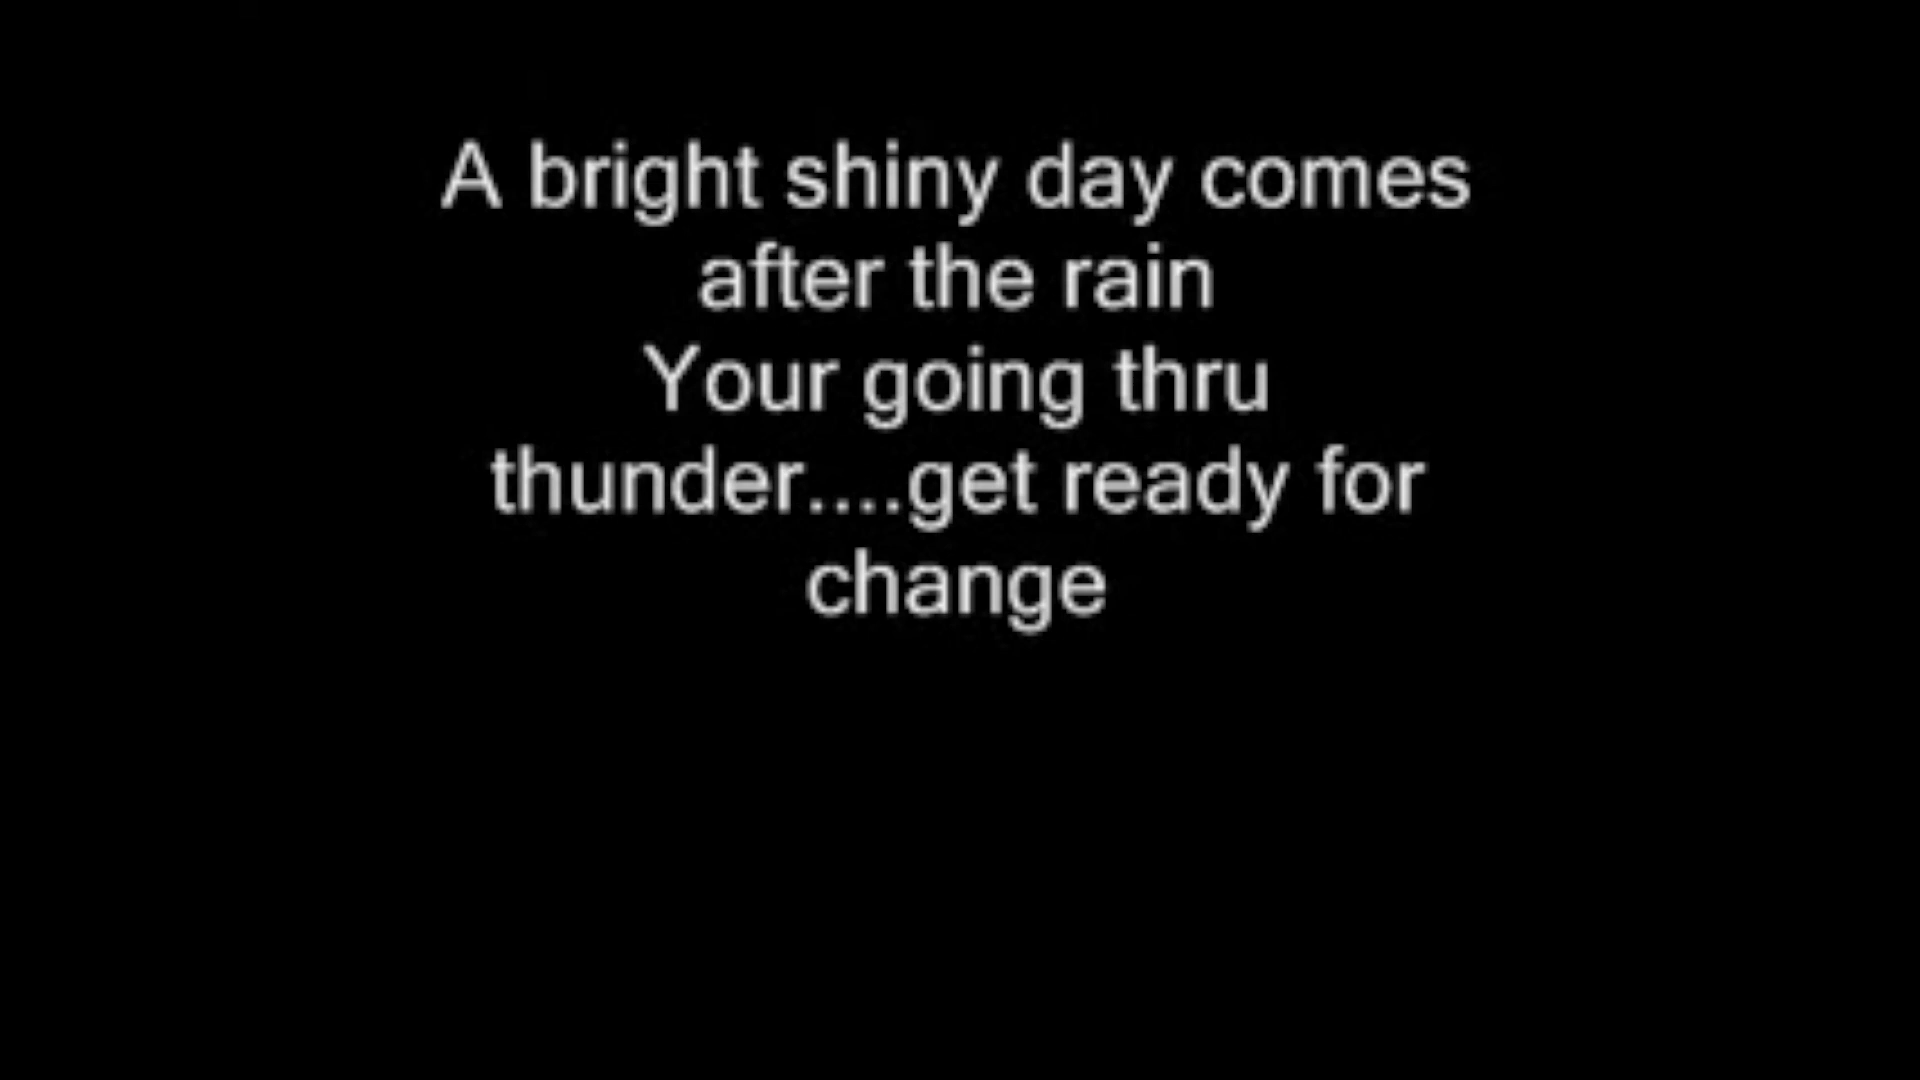 A bright shiny day comes
after the rain
Your going thru
thunder....get ready for
change